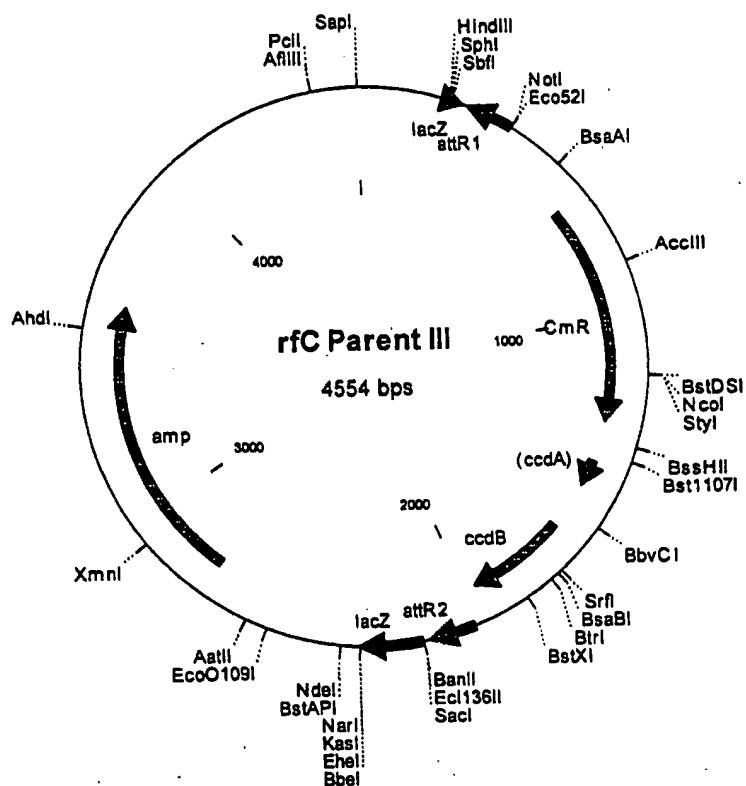 SapI
PciI
AflIII
HindIII
SphI
SbfI
NotI
Eco52I
lacZ
attR1
BsaAI
AccIII
4000
AhdI
rfC Parent III
4554 bps
1000
CmR
BstDSI
NcoI
StyI
amp
3000
(ccdA)
BssHII
Bst1107I
2000
ccdB
BbvCI
XmnI
SrfI
BsaBI
BtrI
BstXI
lacZ
attR2
AatII
EcoO109I
NdeI
BstAPI
NarI
KasI
EheI
BbeI
BanII
Ecl136II
SacI